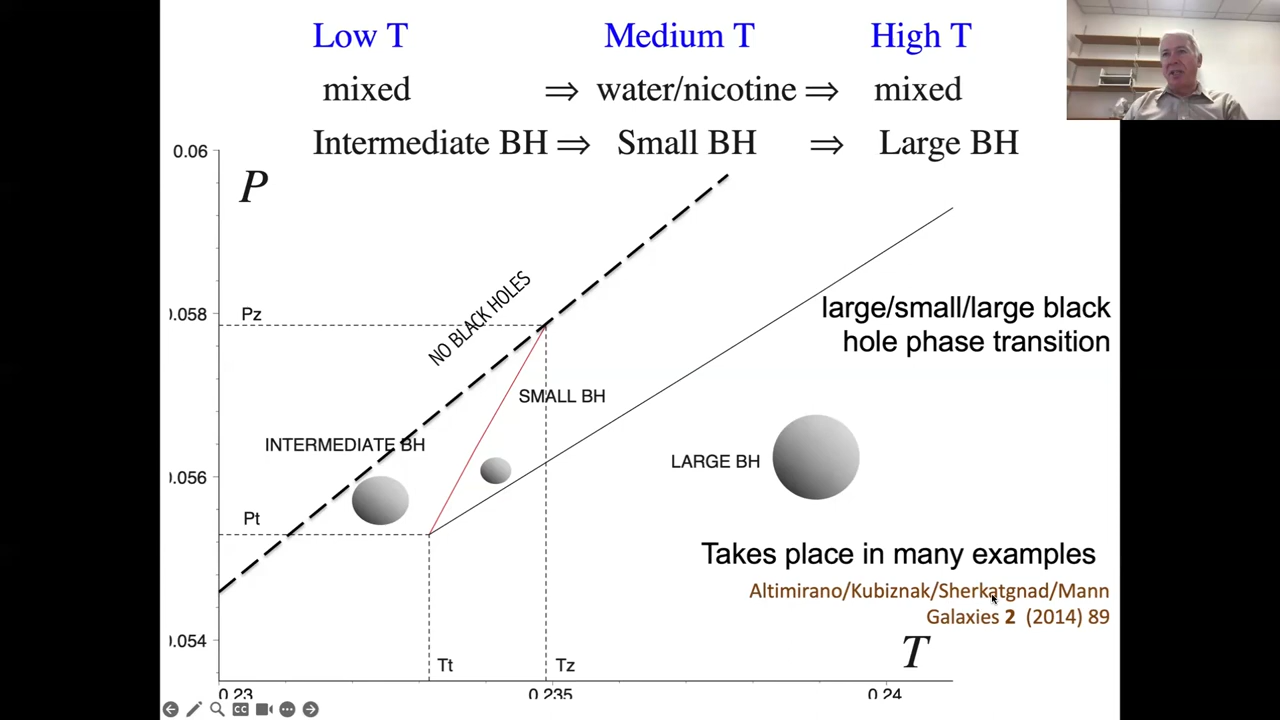 Low T Medium T High T
mixed ⇒ water/nicotine ⇒ mixed
Intermediate BH ⇒ Small BH ⇒ Large BH
0.06
P
NO BLACK HOLES
0.058
Pz
large/small/large black
hole phase transition
SMALL BH
INTERMEDIATE BH
LARGE BH
0.056
Pt
Takes place in many examples
Altimirano/Kubiznak/Sherkatgnad/Mann
Galaxies 2 (2014) 89
0.054
T
Tt
Tz
0.23
0.235
0.24
CC